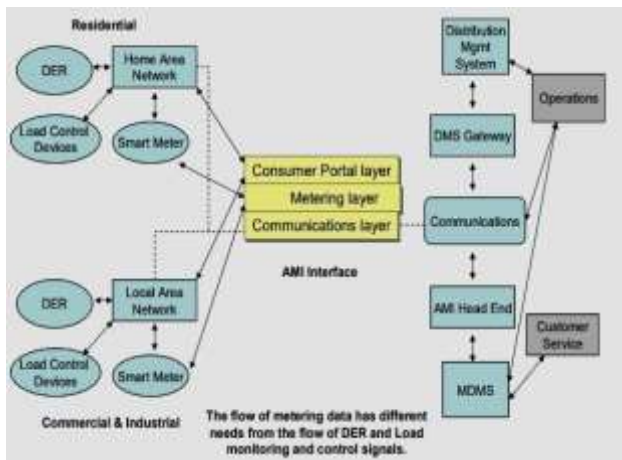 Residential
DER
Home Area
Network
Load Control
Devices
Smart Meter
Consumer Portal layer
Metering layer
Communications layer
AMI Interface
DER
Local Area
Network
Load Control
Devices
Smart Meter
Commercial & Industrial
Distribution
Mgmt
System
Operations
DMS Gateway
Communications
AMI Head End
Customer
Service
MDMS
The flow of metering data has different
needs from the flow of DER and Load
monitoring and control signals.